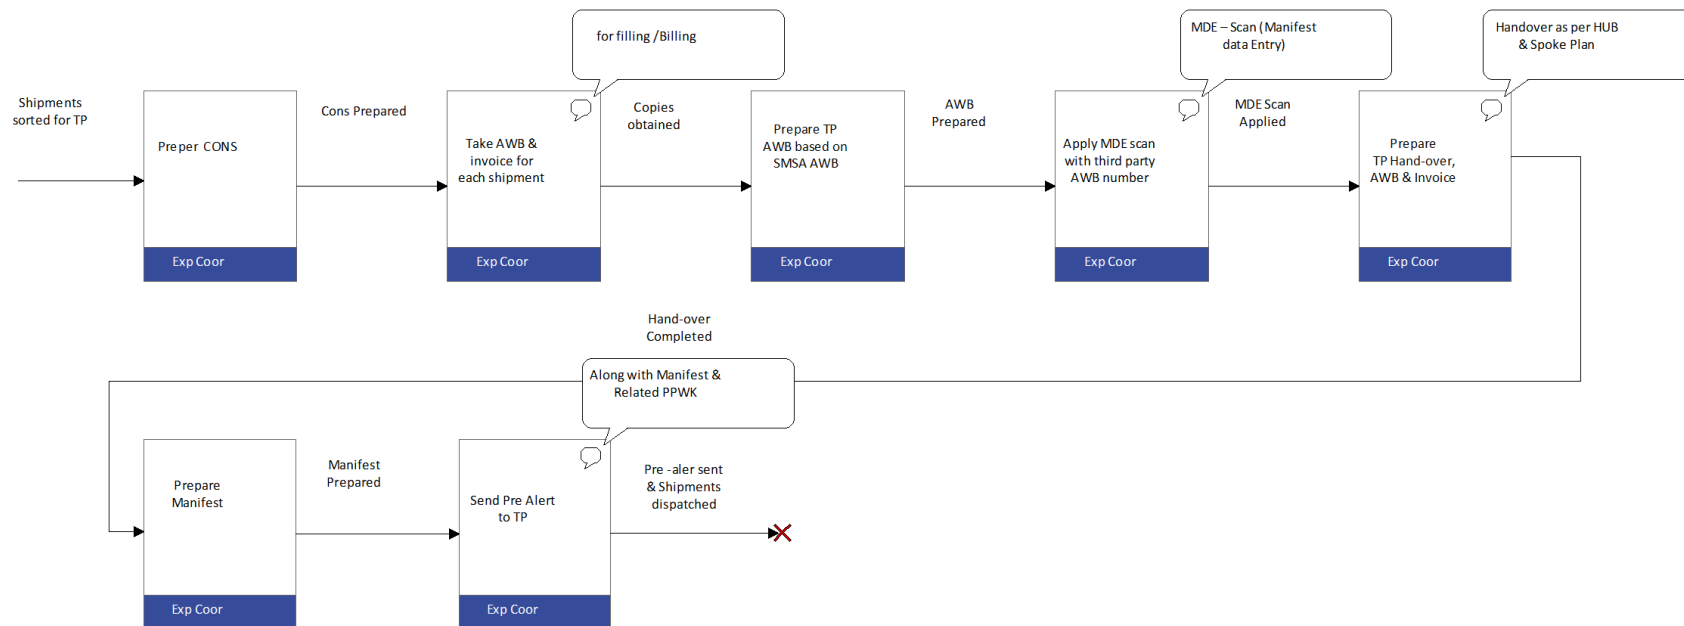 for filling /Billing
MDE – Scan (Manifest
data Entry)
Handover as per HUB
& Spoke Plan
Shipments
sorted for TP
Preper CONS
Exp Coor
Cons Prepared
Take AWB &
invoice for
each shipment
Exp Coor
Copies
obtained
Prepare TP
AWB based on
SMSA AWB
Exp Coor
AWB
Prepared
Apply MDE scan
with third party
AWB number
Exp Coor
MDE Scan
Applied
Prepare
TP Hand-over,
AWB & Invoice
Exp Coor
Hand-over
Completed
Along with Manifest &
Related PPWK
Prepare
Manifest
Exp Coor
Manifest
Prepared
Send Pre Alert
to TP
Exp Coor
Pre -aler sent
& Shipments
dispatched